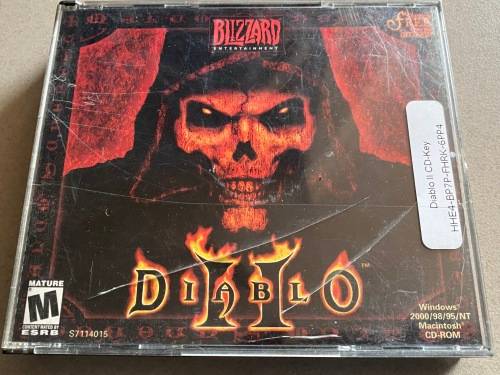 BLIZZARD
ENTERTAINMENT
Diablo II CD-Key
HHE4-BP7P-FHRK-6PP4
DIABLO
II
TM
MATURE
M
CONTENT RATED BY
ESRB
S7114015
Windows®
2000/98/95/NT
Macintosh®
CD-ROM